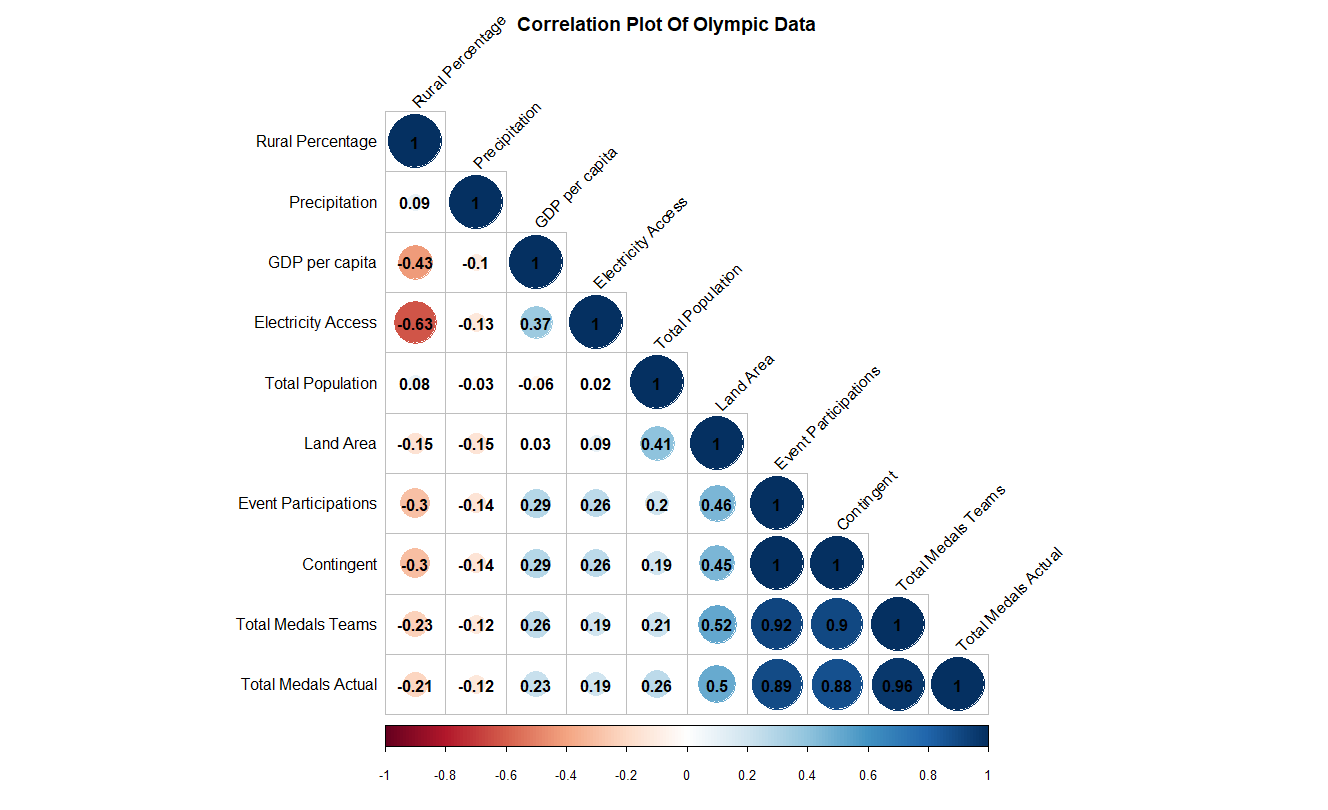 Correlation Plot Of Olympic Data
Rural Percentage
Precipitation
GDP per capita
Electricity Access
Total Population
Land Area
Event Participations
Contingent
Total Medals Teams
Total Medals Actual
Rural Percentage 1
Precipitation 0.09 1
GDP per capita -0.43 -0.1 1
Electricity Access -0.63 -0.13 0.37 1
Total Population 0.08 -0.03 -0.06 0.02 1
Land Area -0.15 -0.15 0.03 0.09 0.41 1
Event Participations -0.3 -0.14 0.29 0.26 0.2 0.46 1
Contingent -0.3 -0.14 0.29 0.26 0.19 0.45 1 1
Total Medals Teams -0.23 -0.12 0.26 0.19 0.21 0.52 0.92 0.9 1
Total Medals Actual -0.21 -0.12 0.23 0.19 0.26 0.5 0.89 0.88 0.96 1
-1 -0.8 -0.6 -0.4 -0.2 0 0.2 0.4 0.6 0.8 1